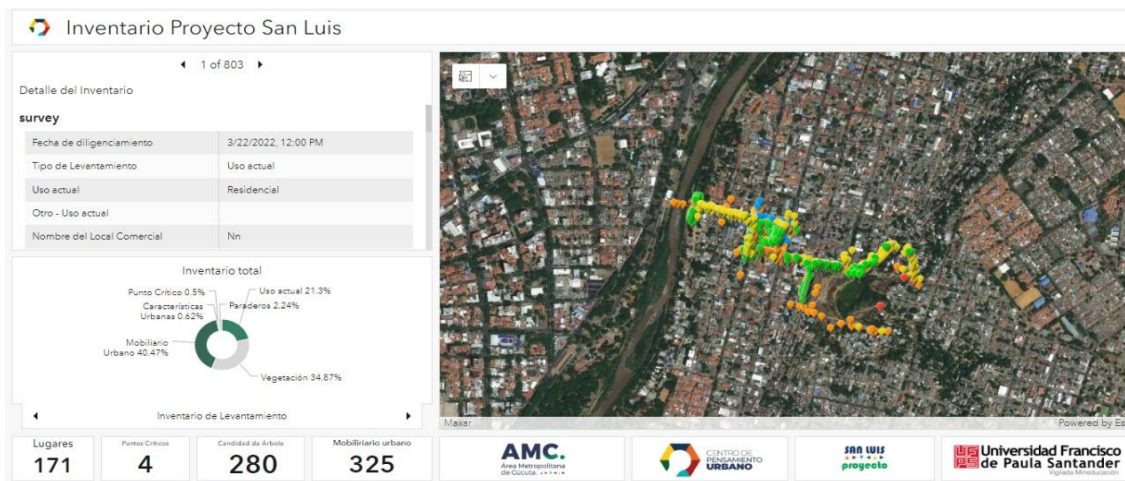 Inventario Proyecto San Luis
1 of 803
Detalle del Inventario
survey
Fecha de diligenciamiento 3/22/2022, 12:00 PM
Tipo de Levantamiento Uso actual
Uso actual Residencial
Otro - Uso actual
Nombre del Local Comercial Nn
Inventario total
Punto Crítico 0.5%
Uso actual 21.3%
Características
Urbanas 0.62%
Paraderos 2.24%
Mobiliario
Urbano 40.47%
Vegetación 34.87%
Inventario de Levantamiento
Maxar
Powered by Es
Lugares
171
Puntos Críticos
4
Candidad de Árbols
280
Mobilirario urbano
325
AMC.
Área Metropolitana
de Cúcuta.
CENTRO DE
PENSAMIENTO
URBANO
SAN LUIS
proyecto
Universidad Francisco
de Paula Santander
Vigilada Mineducación